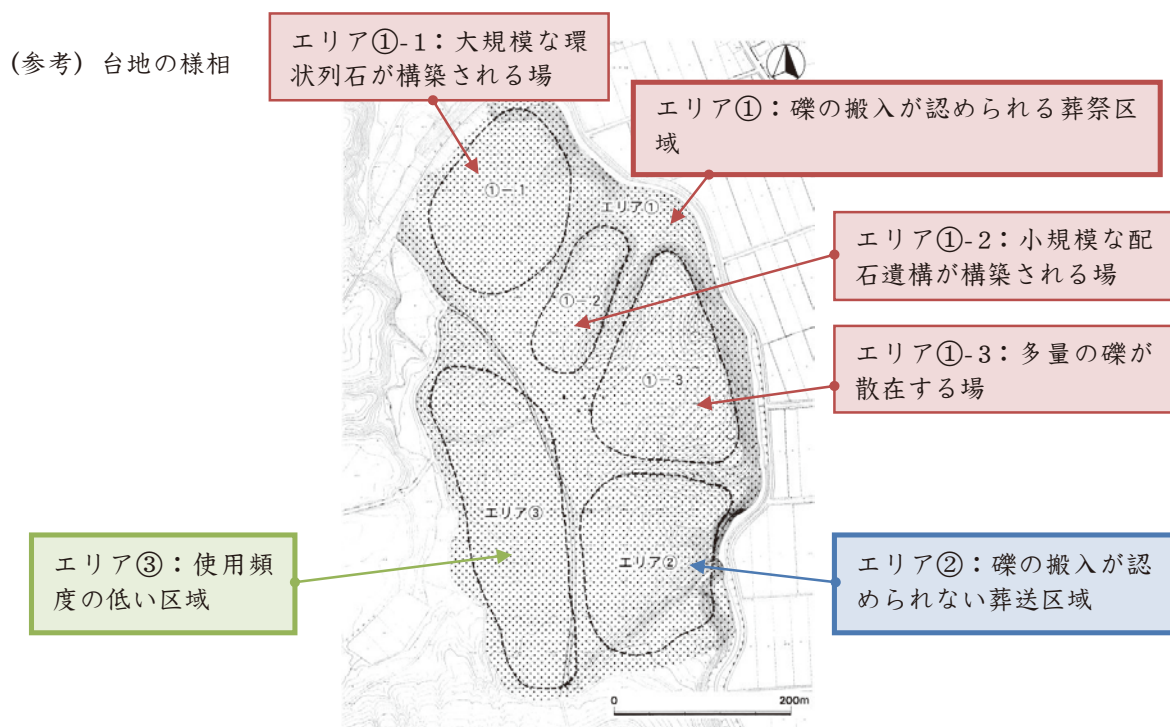 (参考) 台地の様相
エリア①-1：大規模な環
状列石が構築される場
エリア①：礫の搬入が認められる葬祭区
域
①-1
エリア①
エリア①-2：小規模な配
石遺構が構築される場
①-2
エリア①-3：多量の礫が
散在する場
①-3
エリア③
エリア③：使用頻
度の低い区域
エリア②
エリア②：礫の搬入が認
められない葬送区域
0 200m